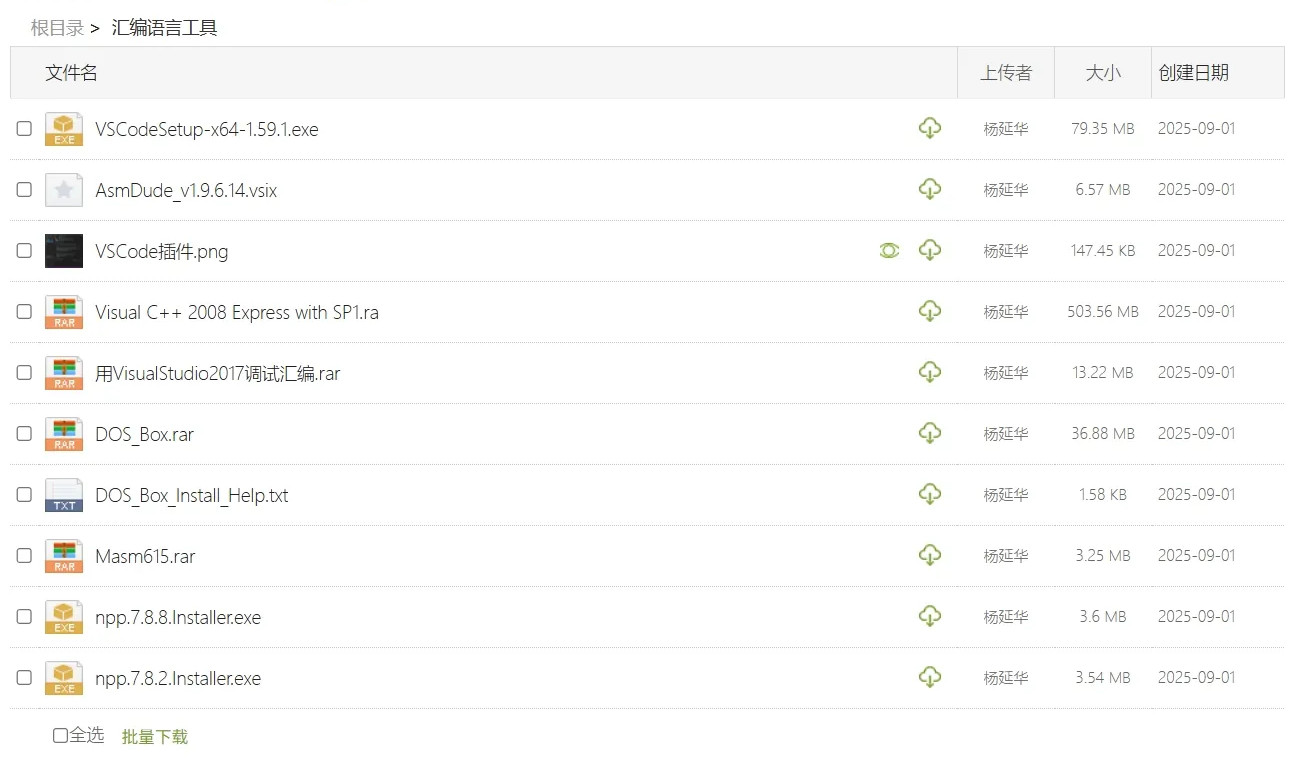 根目录 > 汇编语言工具
文件名 上传者 大小 创建日期
EXE VSCodeSetup-x64-1.59.1.exe 杨延华 79.35 MB 2025-09-01
AsmDude_v1.9.6.14.vsix 杨延华 6.57 MB 2025-09-01
VSCode插件.png 杨延华 147.45 KB 2025-09-01
RAR Visual C++ 2008 Express with SP1.ra 杨延华 503.56 MB 2025-09-01
RAR 用VisualStudio2017调试汇编.rar 杨延华 13.22 MB 2025-09-01
RAR DOS_Box.rar 杨延华 36.88 MB 2025-09-01
TXT DOS_Box_Install_Help.txt 杨延华 1.58 KB 2025-09-01
RAR Masm615.rar 杨延华 3.25 MB 2025-09-01
EXE npp.7.8.8.Installer.exe 杨延华 3.6 MB 2025-09-01
EXE npp.7.8.2.Installer.exe 杨延华 3.54 MB 2025-09-01
全选 批量下载